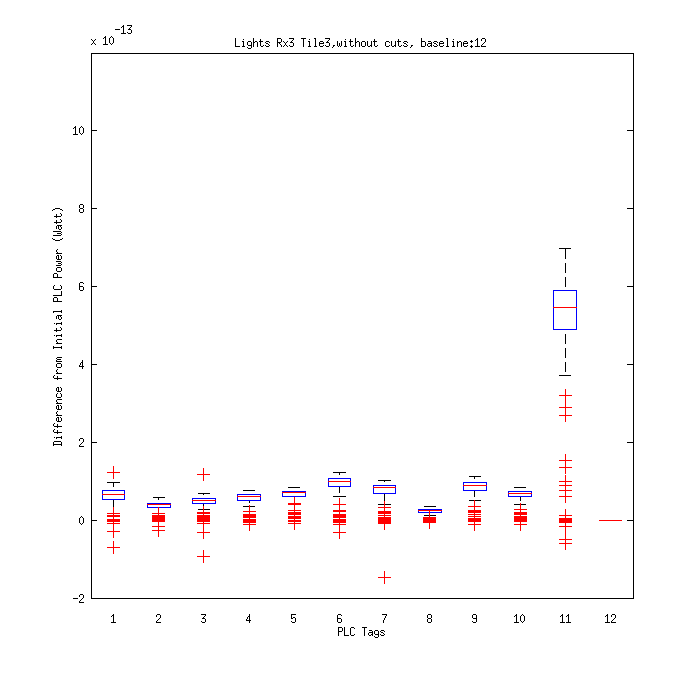 x 10-13
Lights Rx3 Tile3,without cuts, baseline:12
10
8
6
4
2
0
-2
Difference from Initial PLC Power (Watt)
1 2 3 4 5 6 7 8 9 10 11 12
PLC Tags